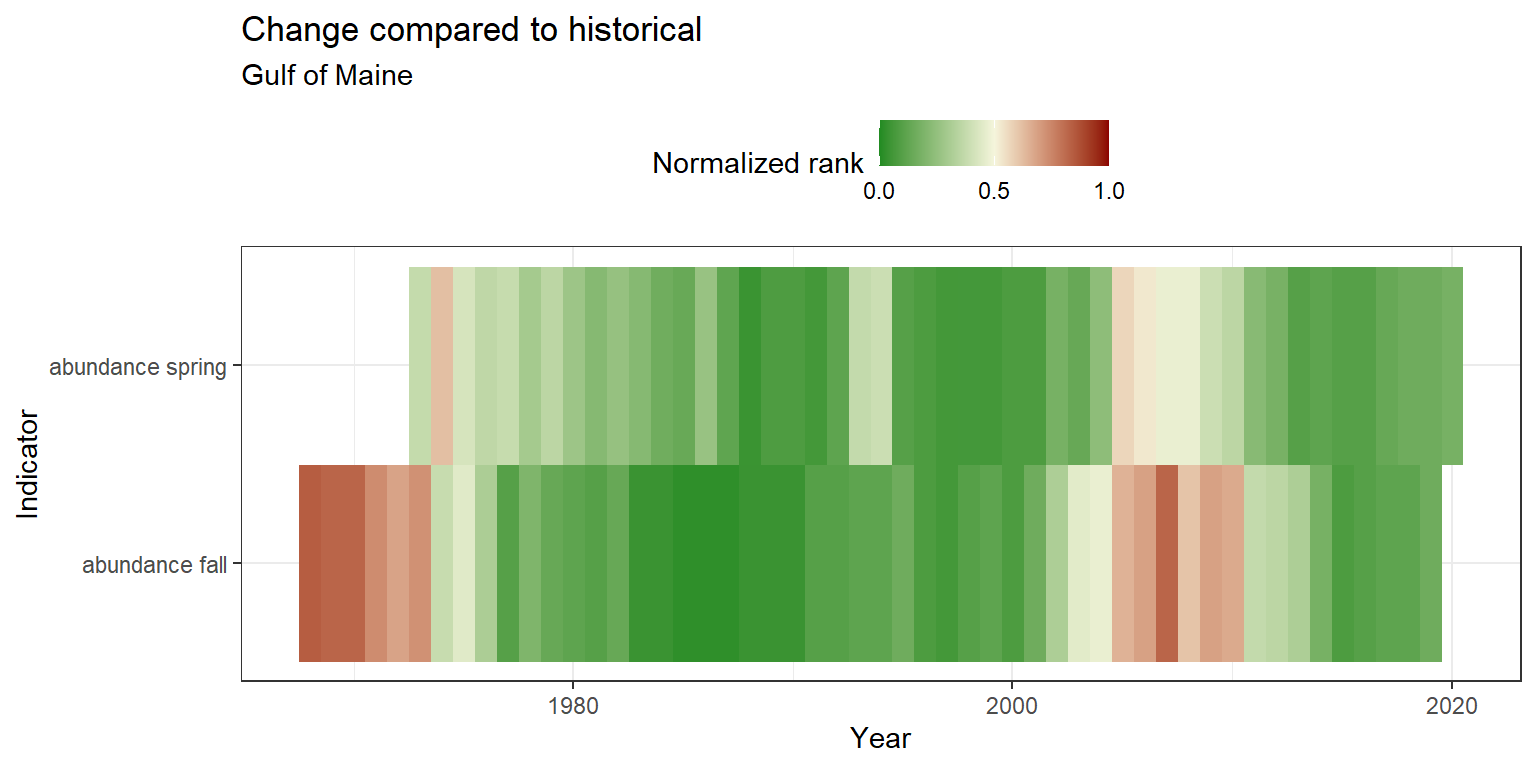 Change compared to historical
Gulf of Maine
Normalized rank
0.0 0.5 1.0
abundance spring
abundance fall
Indicator
1980 2000 2020
Year